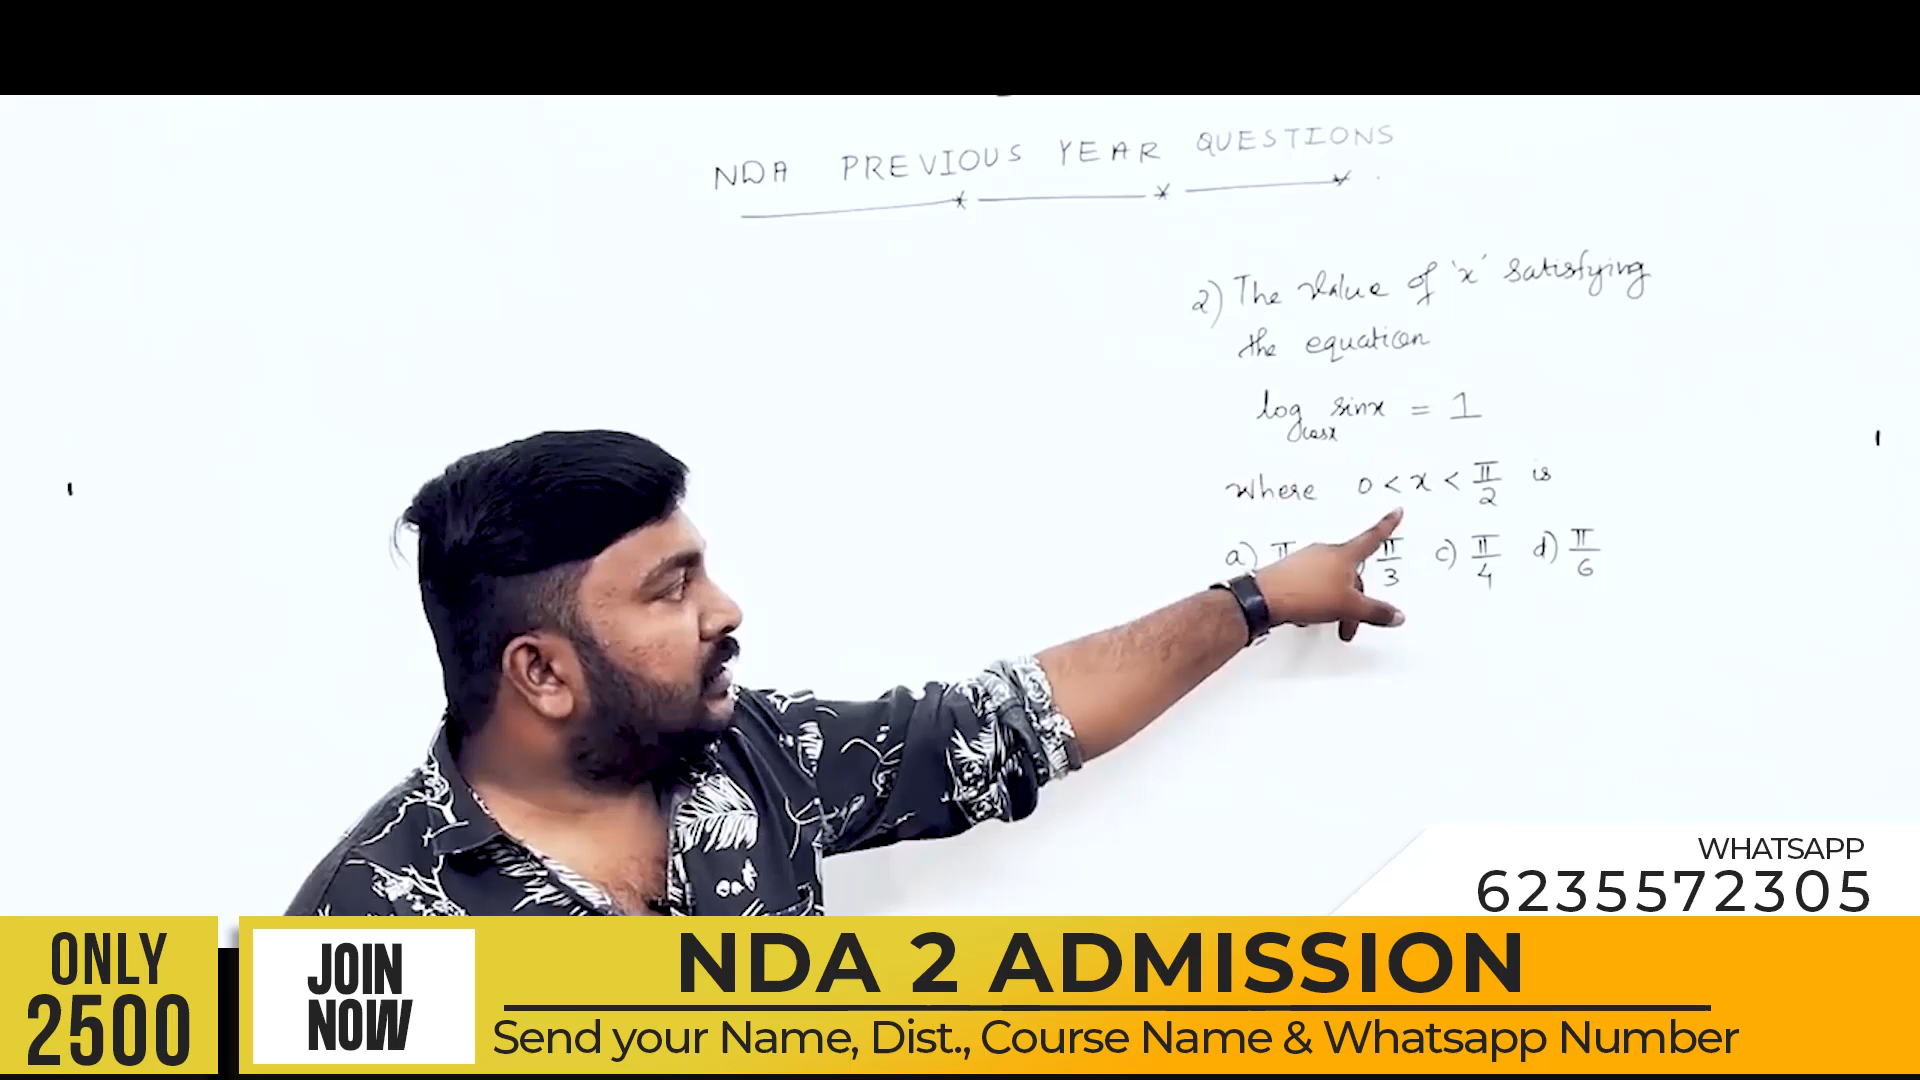 NDA PREVIOUS YEAR QUESTIONS
2) The value of 'x' satisfying
the equation
log cosx sinx = 1
where 0 < x < π/2 is
a) π π/3 c) π/4 d) π/6
WHATSAPP
6235572305
ONLY
2500
JOIN
NOW
NDA 2 ADMISSION
Send your Name, Dist., Course Name & Whatsapp Number